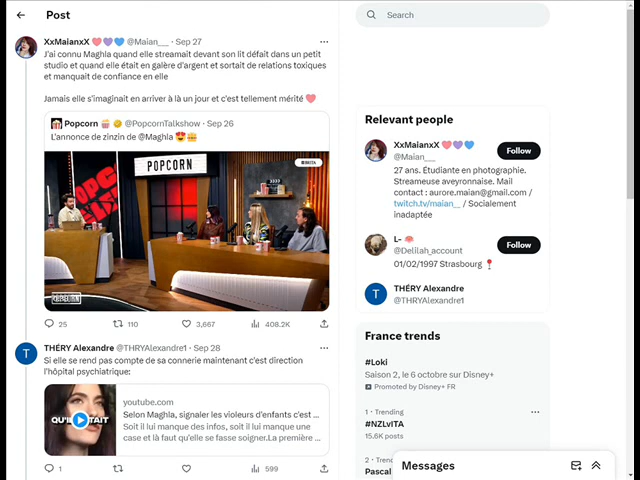 Post
Search
XxMaianxX 🩷💜💙 @Maian___ · Sep 27
J'ai connu Maghla quand elle streamait devant son lit défait dans un petit
studio et quand elle était en galère d'argent et sortait de relations toxiques
et manquait de confiance en elle
Jamais elle s'imaginait en arriver à là un jour et c'est tellement mérité 🩷
Popcorn 🍿 🌞 @PopcornTalkshow · Sep 26
L'annonce de zinzin de @Maghla 😍🍿
POPCORN
25
110
3,667
408.2K
THÉRY Alexandre @THRYAlexandre1 · Sep 28
Si elle se rend pas compte de sa connerie maintenant c'est direction
l'hôpital psychiatrique:
youtube.com
Selon Maghla, signaler les violeurs d'enfants c'est ...
Soit il lui manque des infos, soit il lui manque une
case et là faut qu'elle se fasse soigner.La première ...
1
599
Relevant people
XxMaianxX 🩷💜💙
@Maian___
Follow
27 ans. Étudiante en photographie.
Streameuse aveyronnaise. Mail
contact : aurore.maian@gmail.com /
twitch.tv/maian__ / Socialement
inadaptée
L-
@Delilah_account
Follow
01/02/1997 Strasbourg 📍
T
THÉRY Alexandre
@THRYAlexandre1
France trends
#Loki
Saison 2, le 6 octobre sur Disney+
Promoted by Disney+ FR
1 · Trending
#NZLvITA
15.6K posts
2 · Trend
Pascal
Messages